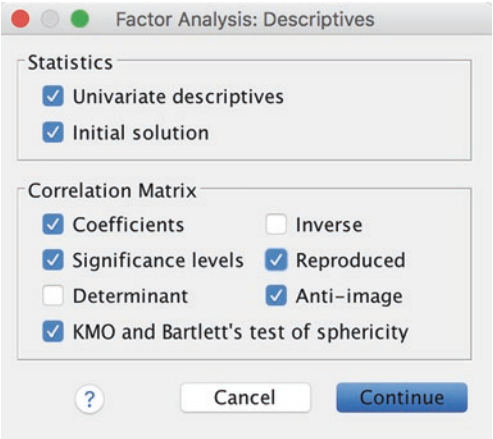 Factor Analysis: Descriptives
Statistics
Univariate descriptives
Initial solution
Correlation Matrix
Coefficients Inverse
Significance levels Reproduced
Determinant Anti-image
KMO and Bartlett's test of sphericity
? Cancel Continue